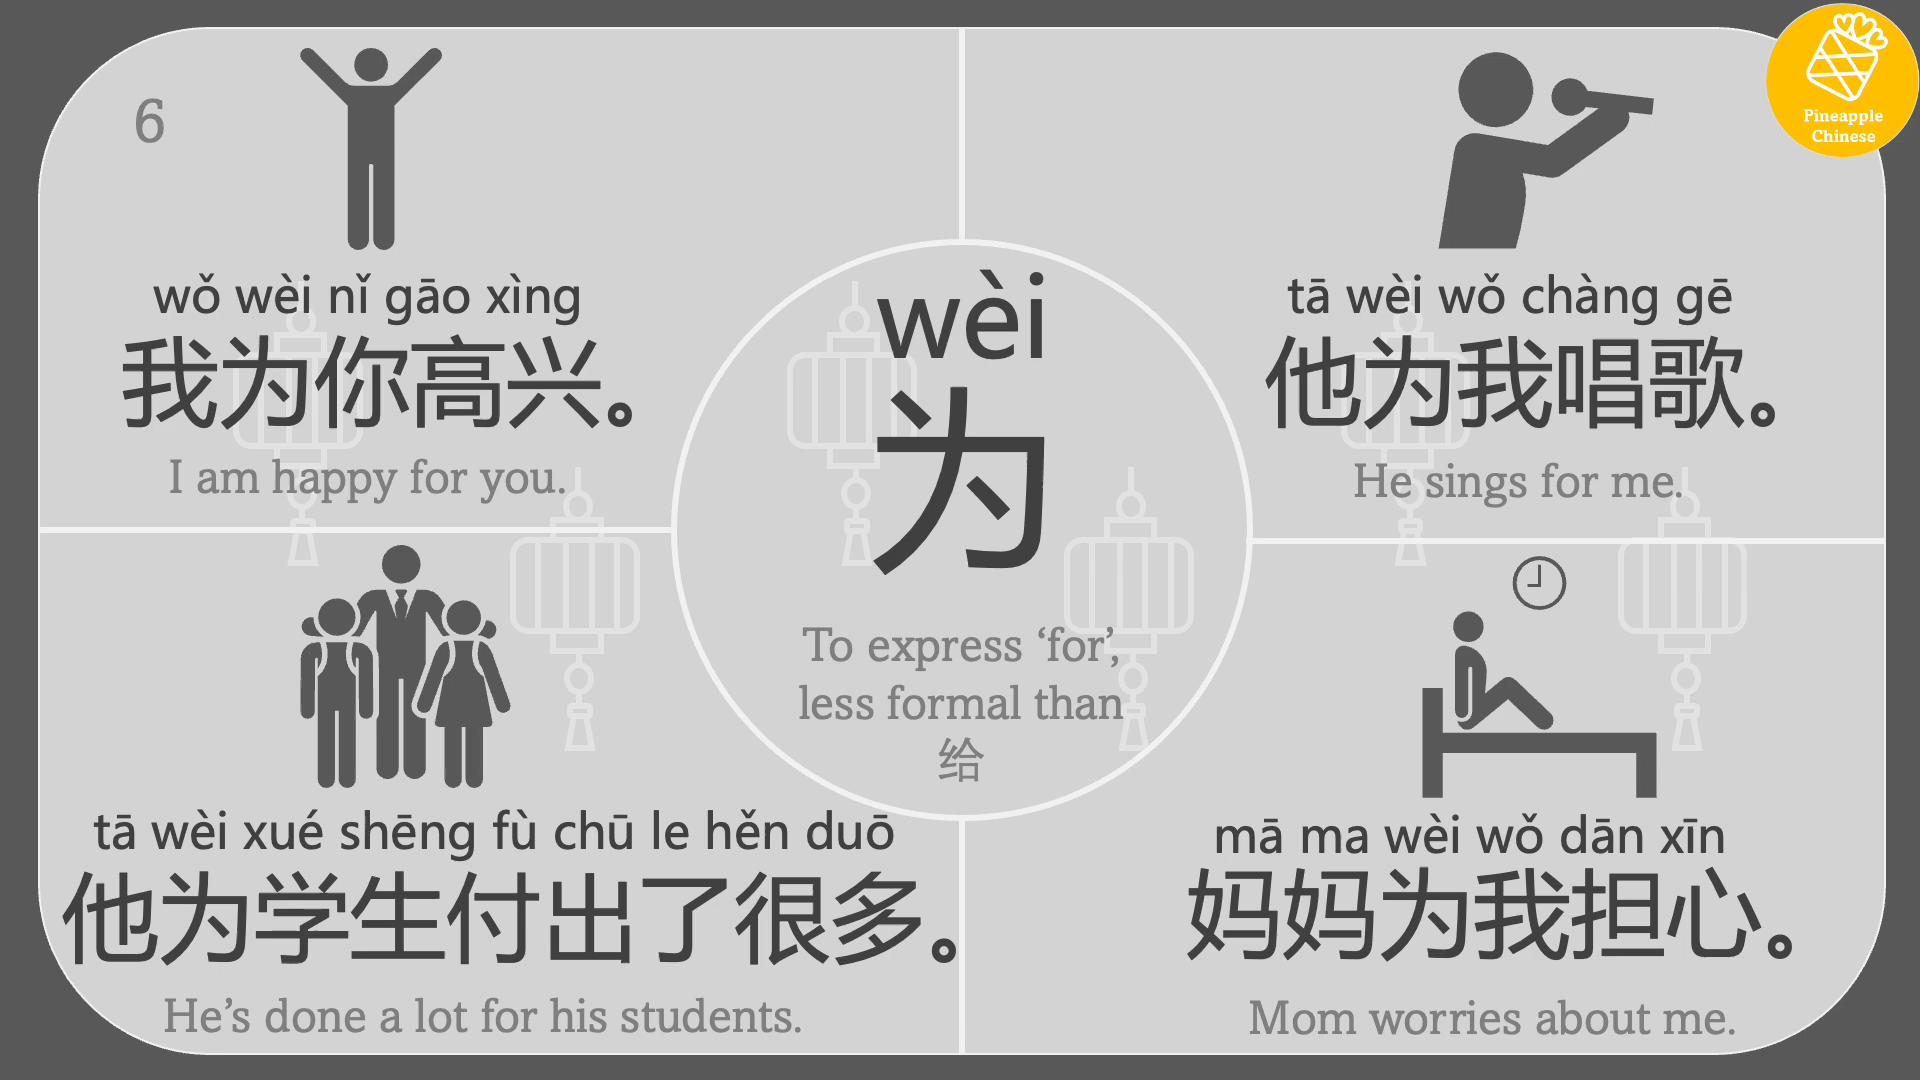 6
Pineapple
Chinese
wǒ wèi nǐ gāo xìng
我为你高兴。
I am happy for you.
tā wèi wǒ chàng gē
他为我唱歌。
He sings for me.
wèi
为
To express ‘for’,
less formal than
给
tā wèi xué shēng fù chū le hěn duō
他为学生付出了很多。
He’s done a lot for his students.
mā ma wèi wǒ dān xīn
妈妈为我担心。
Mom worries about me.